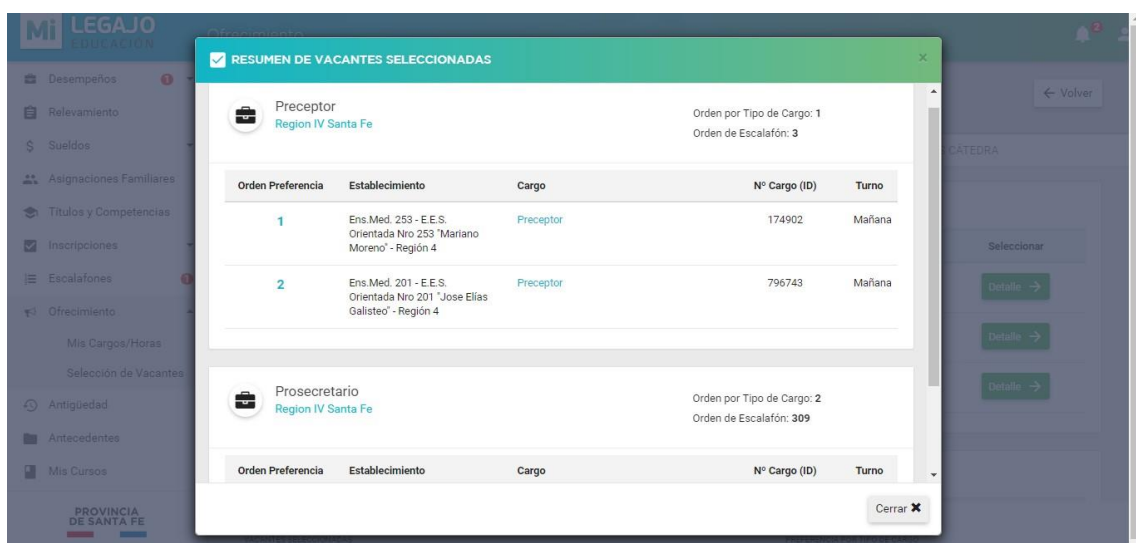 Mi LEGAJO
EDUCACIÓN
Ofrecimiento
2
RESUMEN DE VACANTES SELECCIONADAS
×
Desempeños 1
Relevamiento
Sueldos
Asignaciones Familiares
Títulos y Competencias
Inscripciones
Escalafones
Ofrecimiento
Mis Cargos/Horas
Selección de Vacantes
Antigüedad
Antecedentes
Mis Cursos
PROVINCIA
DE SANTA FE
Preceptor
Region IV Santa Fe
Orden por Tipo de Cargo: 1
Orden de Escalafón: 3
Orden Preferencia Establecimiento Cargo Nº Cargo (ID) Turno
1 Ens.Med. 253 - E.E.S. Preceptor 174902 Mañana
Orientada Nro 253 "Mariano
Moreno" - Región 4
2 Ens.Med. 201 - E.E.S. Preceptor 796743 Mañana
Orientada Nro 201 "Jose Elías
Galisteo" - Región 4
Prosecretario
Region IV Santa Fe
Orden por Tipo de Cargo: 2
Orden de Escalafón: 309
Orden Preferencia Establecimiento Cargo Nº Cargo (ID) Turno
Cerrar ✖
← Volver
CATEDRA
Seleccionar
Detalle →
Detalle →
Detalle →